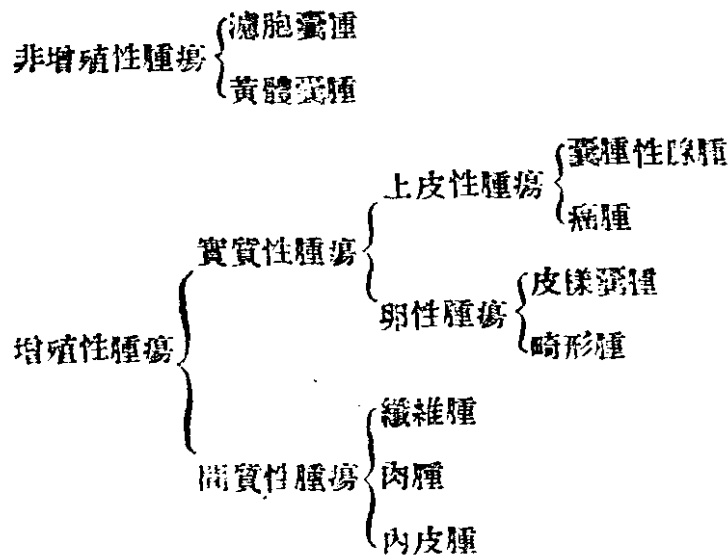 非增殖性腫瘍
濾胞囊腫
黃體囊腫
增殖性腫瘍
實質性腫瘍
上皮性腫瘍
囊腫性腺腫
癌腫
卵性腫瘍
皮樣囊腫
畸形腫
間質性腫瘍
纖維腫
肉腫
內皮腫